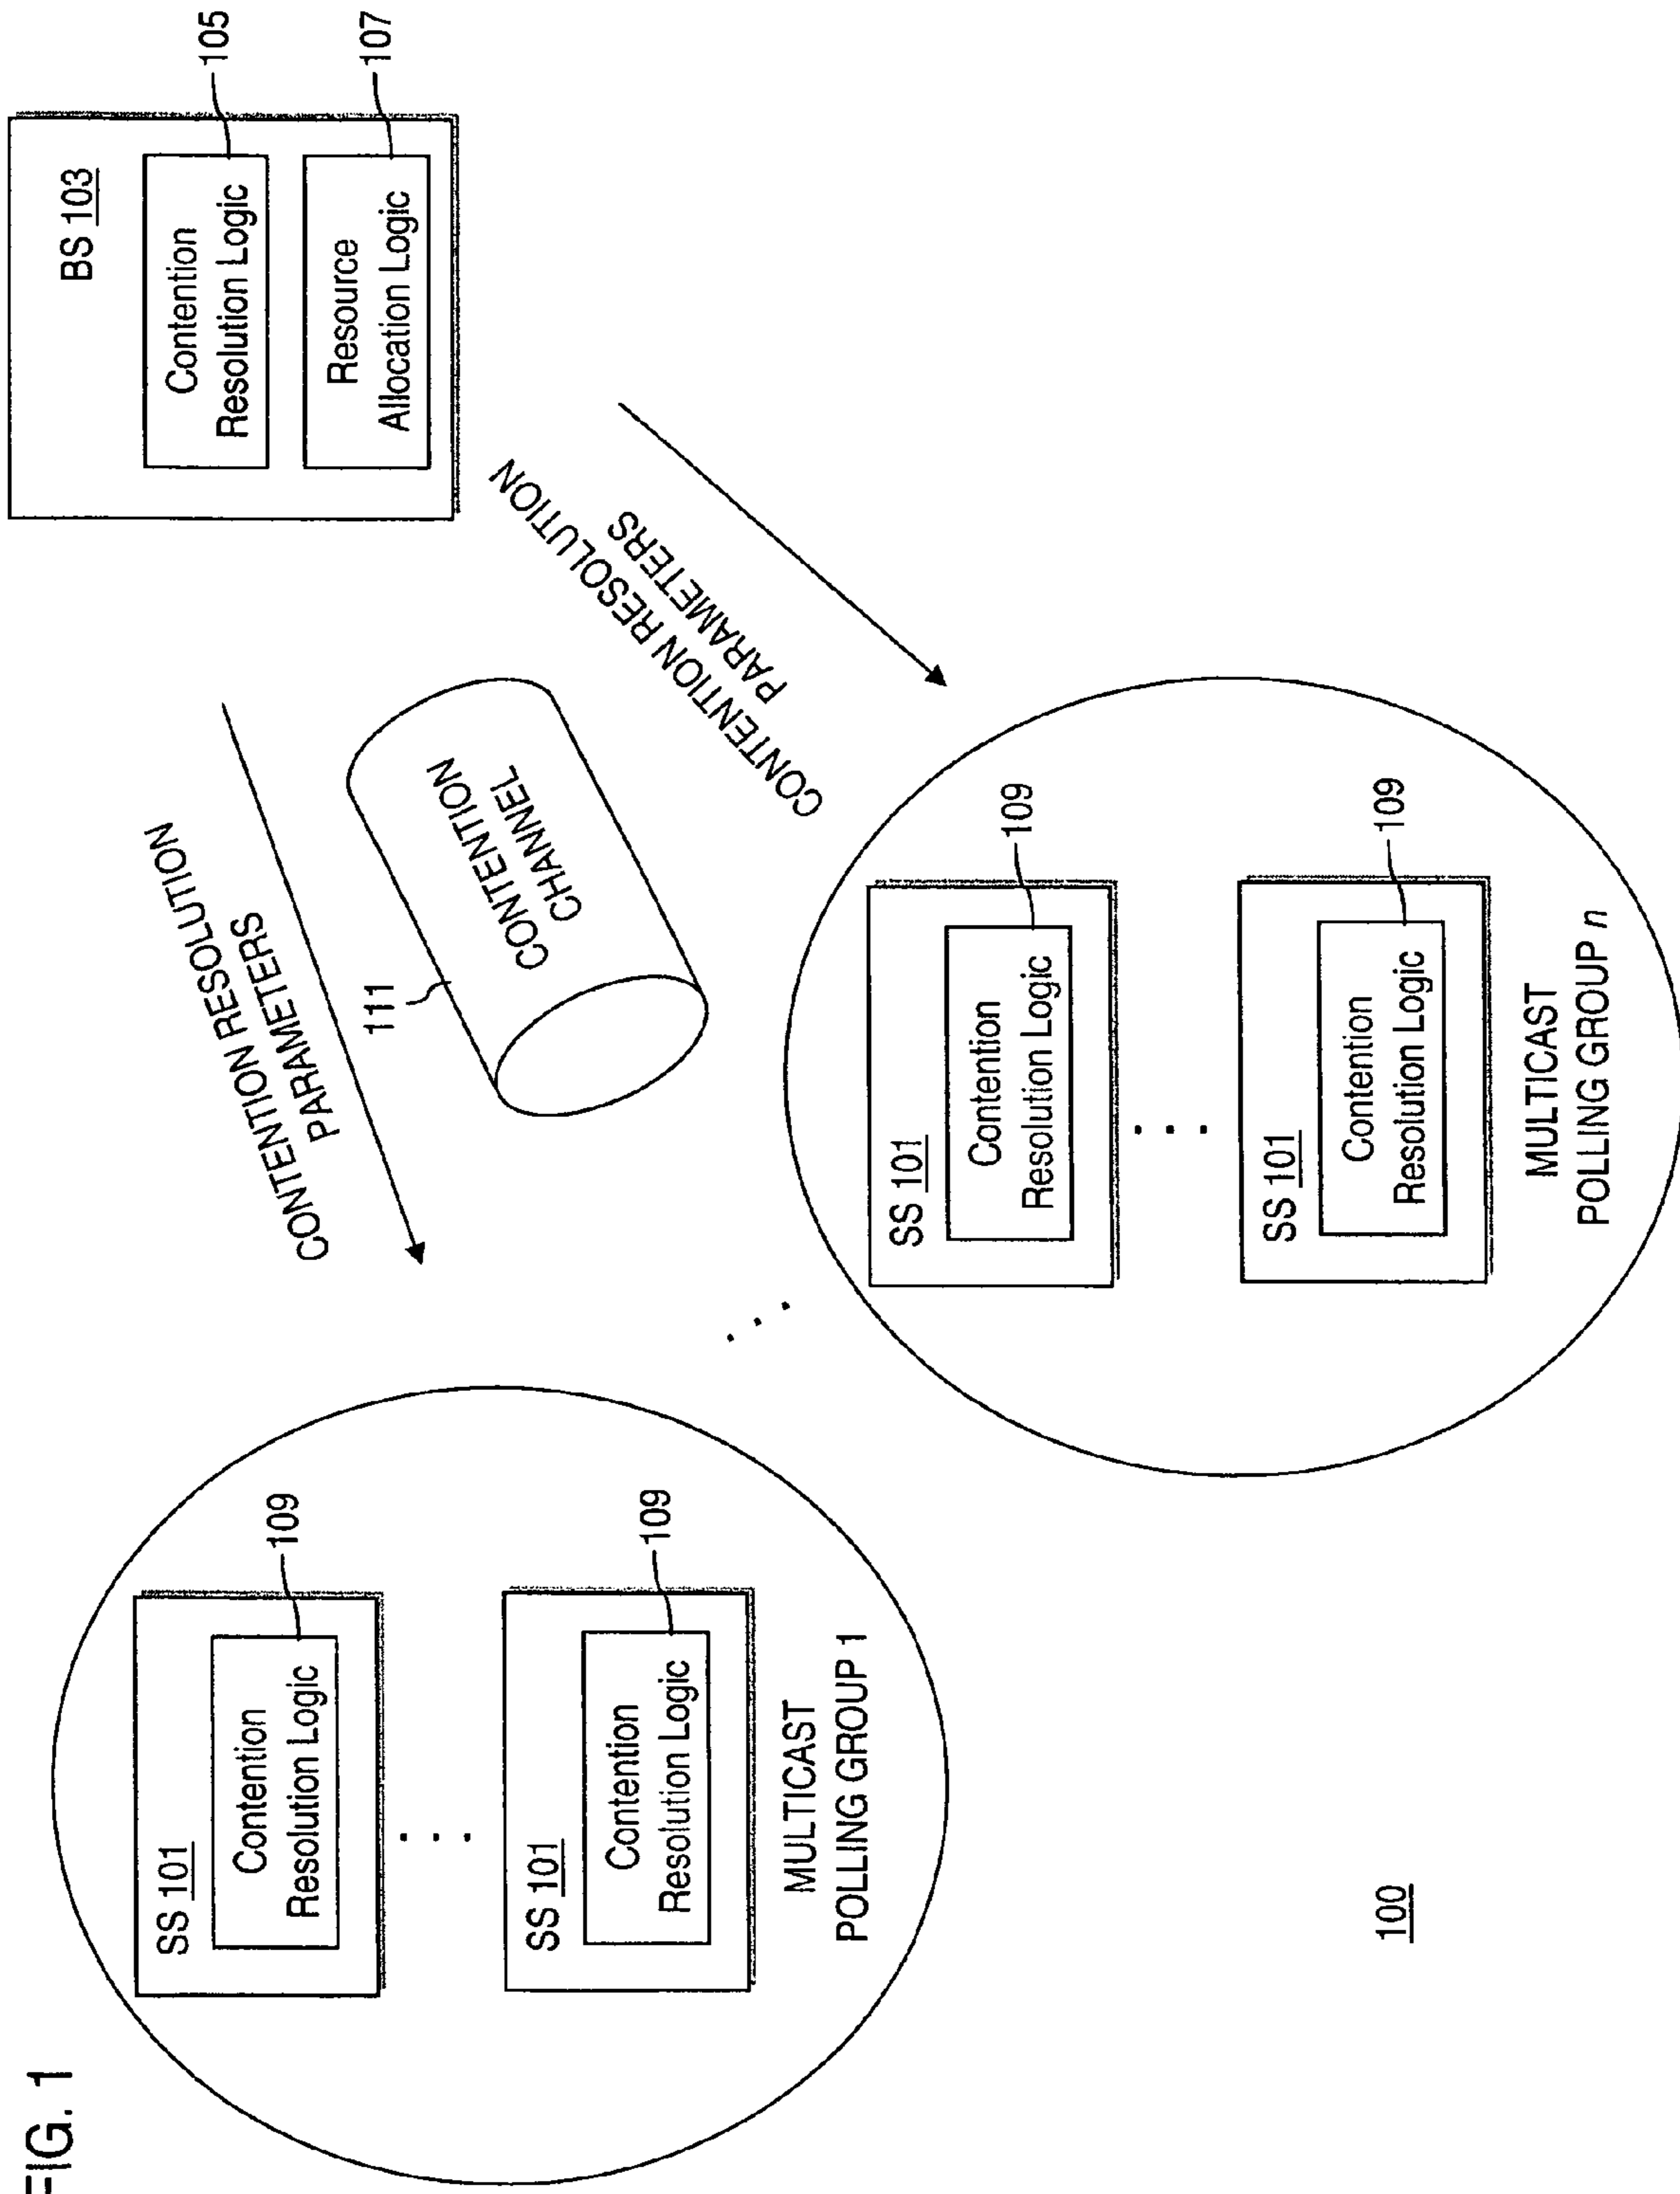 FIG. 1
BS 103
Contention
Resolution Logic
105
Resource
Allocation Logic
107
CONTENTION RESOLUTION
PARAMETERS
111
CONTENTION
CHANNEL
CONTENTION RESOLUTION
PARAMETERS
SS 101
Contention
Resolution Logic
109
. . .
SS 101
Contention
Resolution Logic
109
MULTICAST
POLLING GROUP 1
. . .
SS 101
Contention
Resolution Logic
109
. . .
SS 101
Contention
Resolution Logic
109
MULTICAST
POLLING GROUP n
100